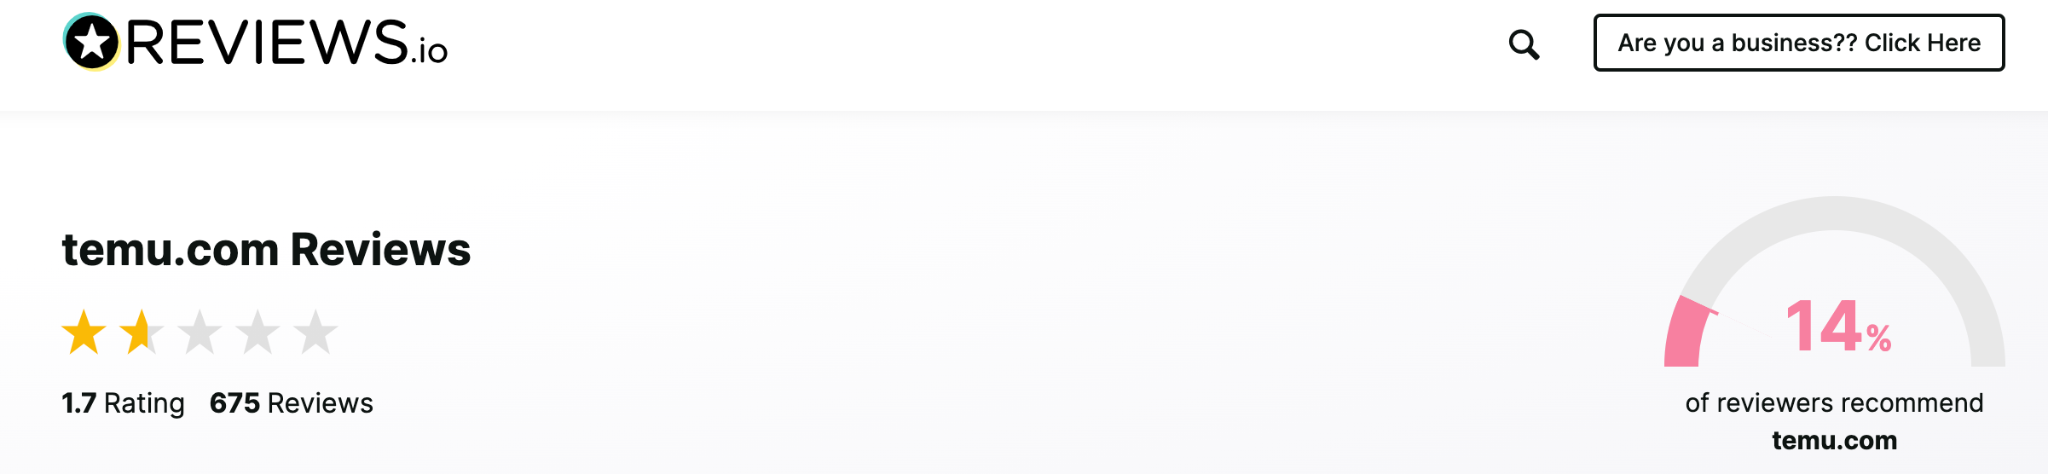 REVIEWS.io
Are you a business?? Click Here
temu.com Reviews
1.7 Rating 675 Reviews
14%
of reviewers recommend
temu.com